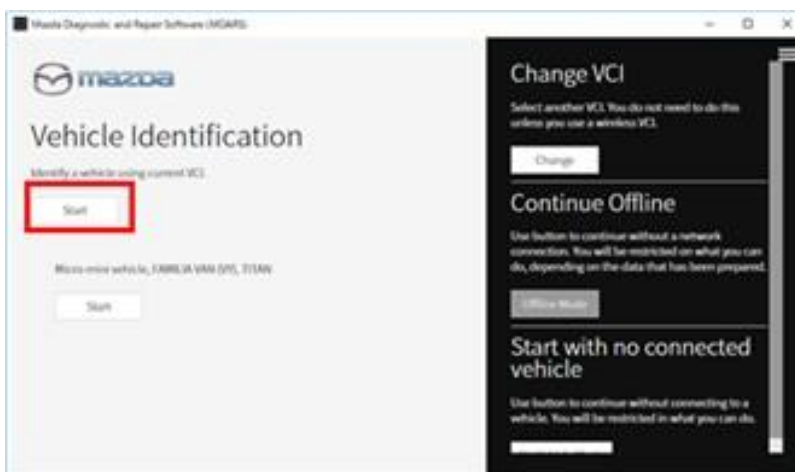 Mazda Diagnostic and Repair Software (MDARS)
mazda
Vehicle Identification
Identify a vehicle using current VCI.
Start
Micro-mini vehicle, FAMILIA VAN (VY), TITAN
Start
Change VCI
Select another VCI. You do not need to do this
unless you use a wireless VCI.
Change
Continue Offline
Use button to continue without a network
connection. You will be restricted on what you can
do, depending on the data that has been prepared.
Offline Mode
Start with no connected
vehicle
Use button to continue without connecting to a
vehicle. You will be restricted in what you can do.